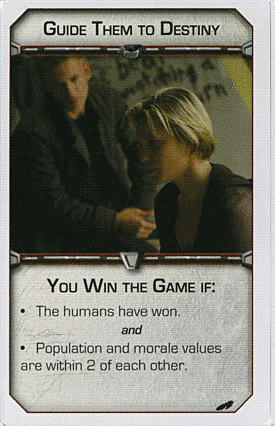 Guide Them to Destiny
You Win the Game if:
• The humans have won.
and
• Population and morale values
are within 2 of each other.